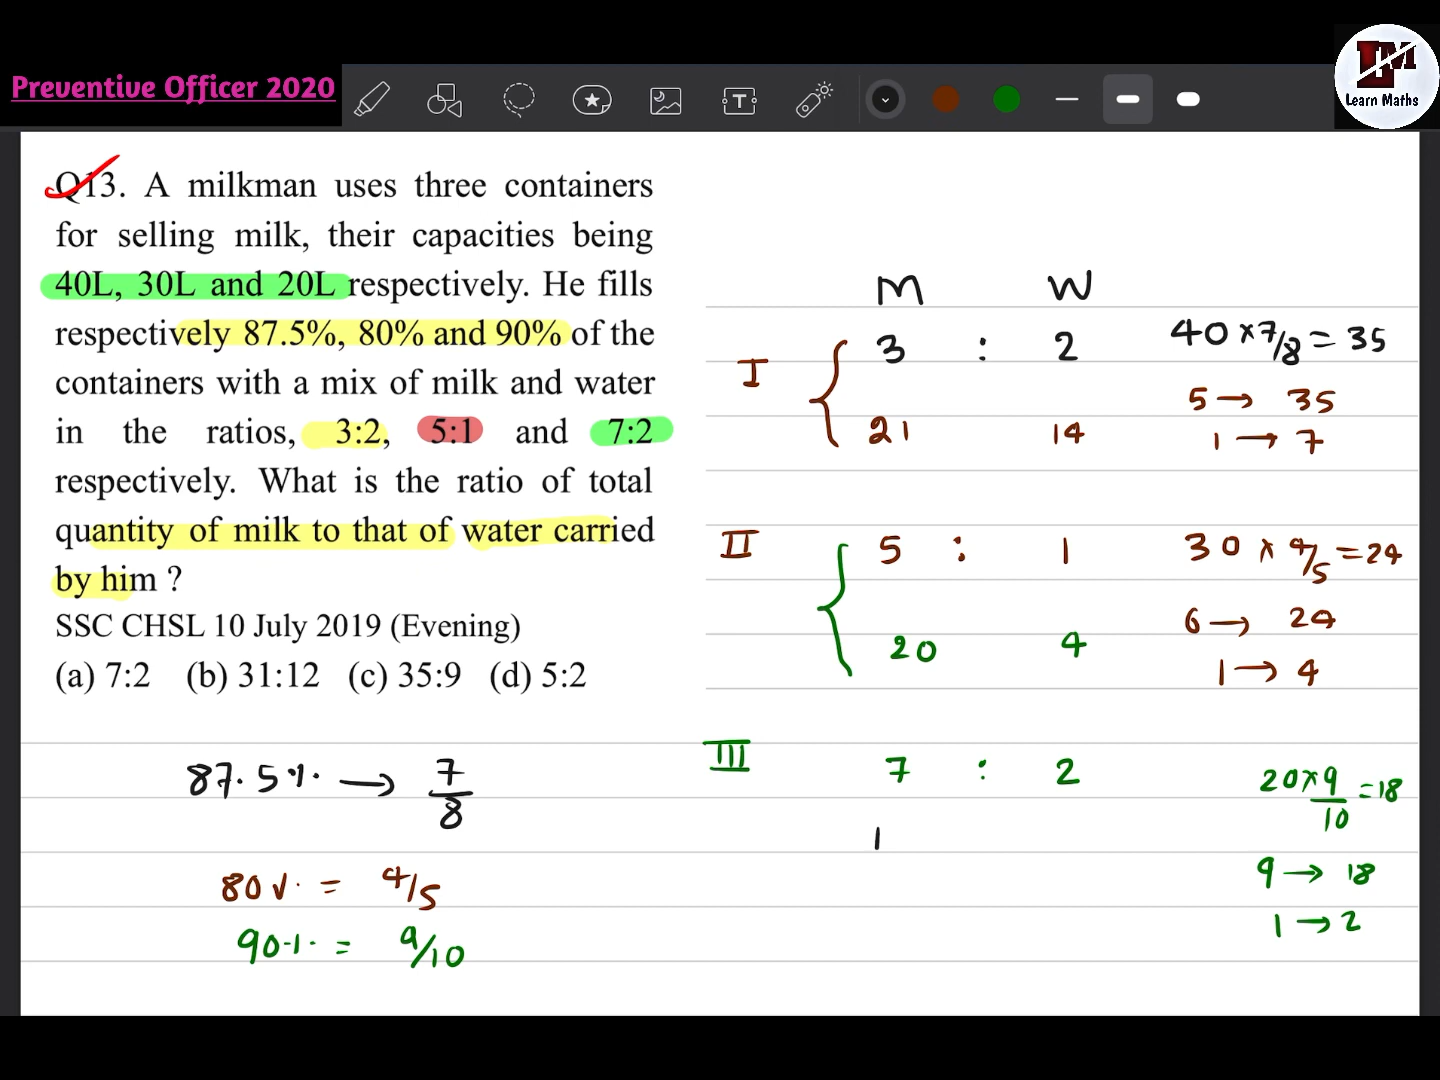 Preventive Officer 2020
T
LM
Learn Maths
Q13. A milkman uses three containers
for selling milk, their capacities being
40L, 30L and 20L respectively. He fills
respectively 87.5%, 80% and 90% of the
containers with a mix of milk and water
in the ratios, 3:2, 5:1 and 7:2
respectively. What is the ratio of total
quantity of milk to that of water carried
by him ?
SSC CHSL 10 July 2019 (Evening)
(a) 7:2 (b) 31:12 (c) 35:9 (d) 5:2
87.5% → 7/8
80% = 4/5
90% = 9/10
M W
I 3 : 2 40 × 7/8 = 35
5 → 35
21 14 1 → 7
II 5 : 1 30 × 4/5 = 24
6 → 24
20 4 1 → 4
III 7 : 2 20 × 9/10 = 18
1
9 → 18
1 → 2